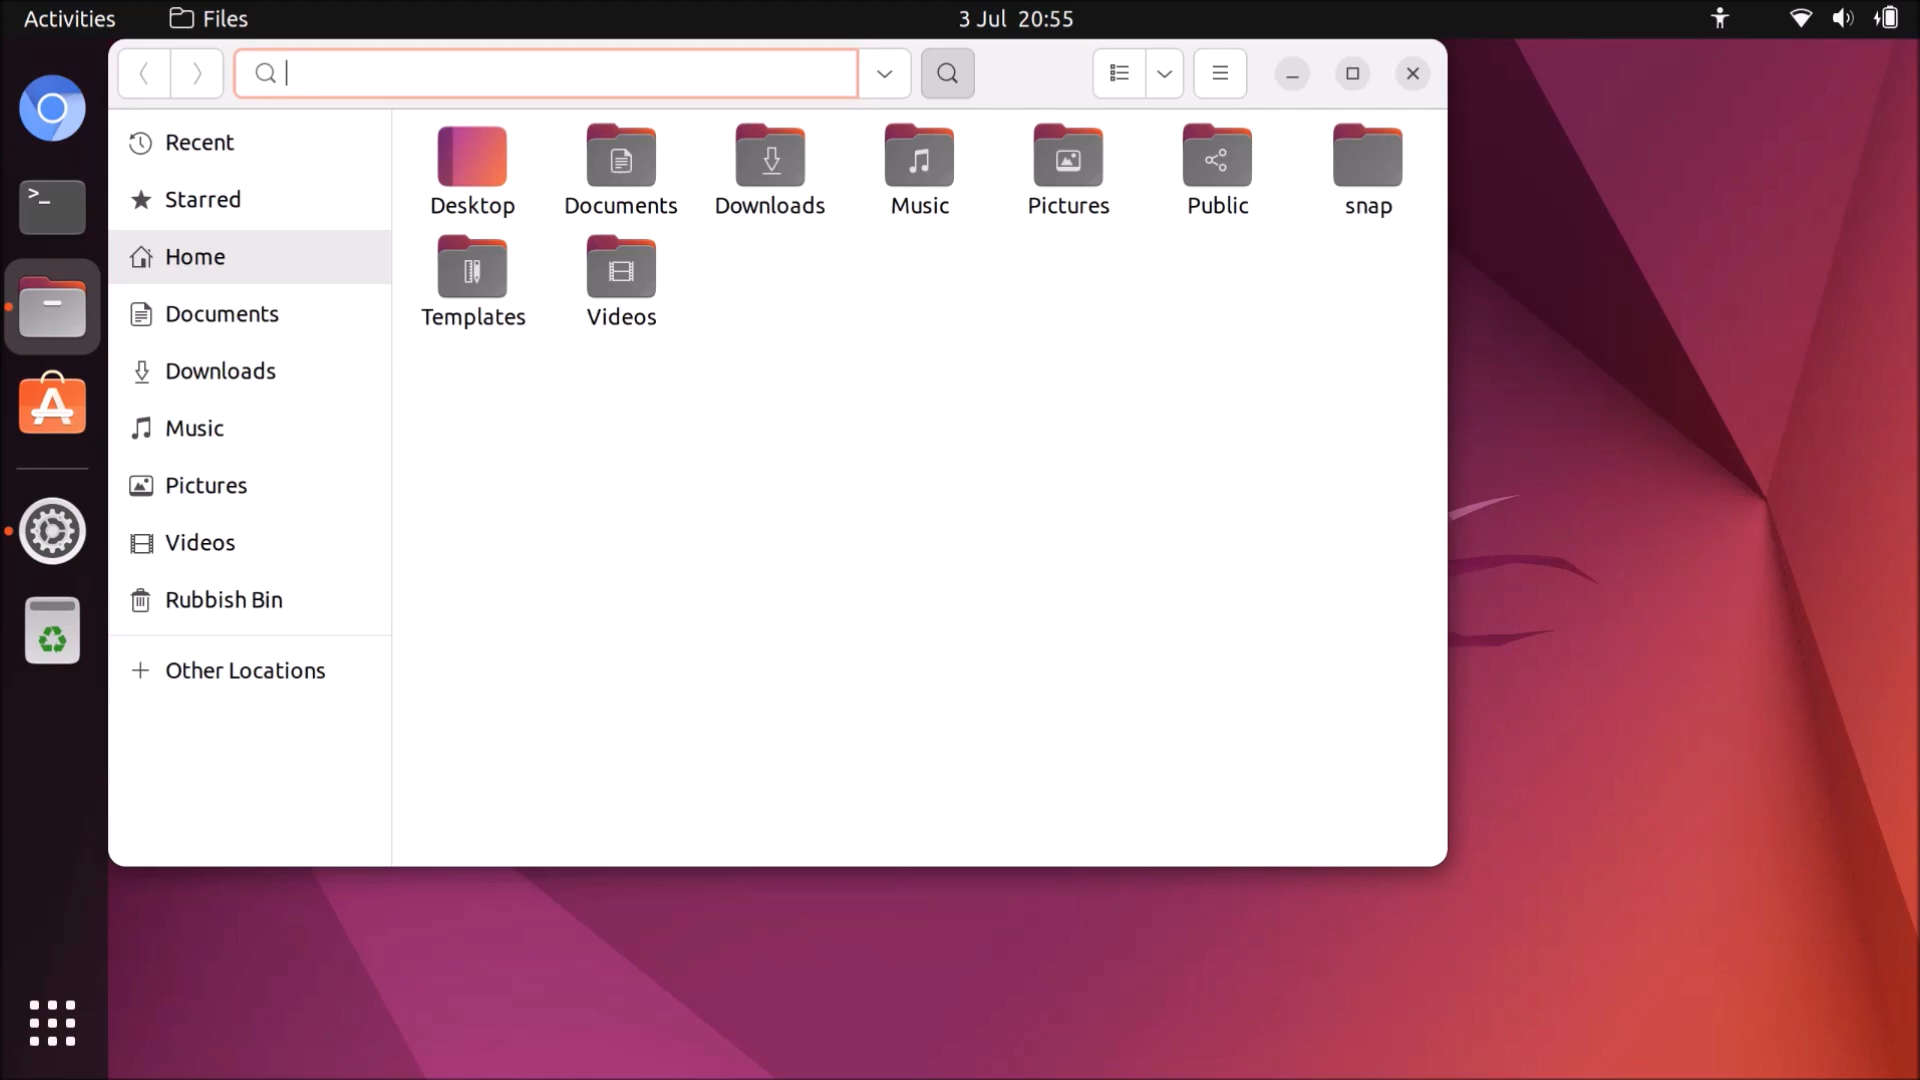 Activities Files 3 Jul 20:55
Recent
Starred
Home
Documents
Downloads
Music
Pictures
Videos
Rubbish Bin
Other Locations
Desktop Documents Downloads Music Pictures Public snap
Templates Videos